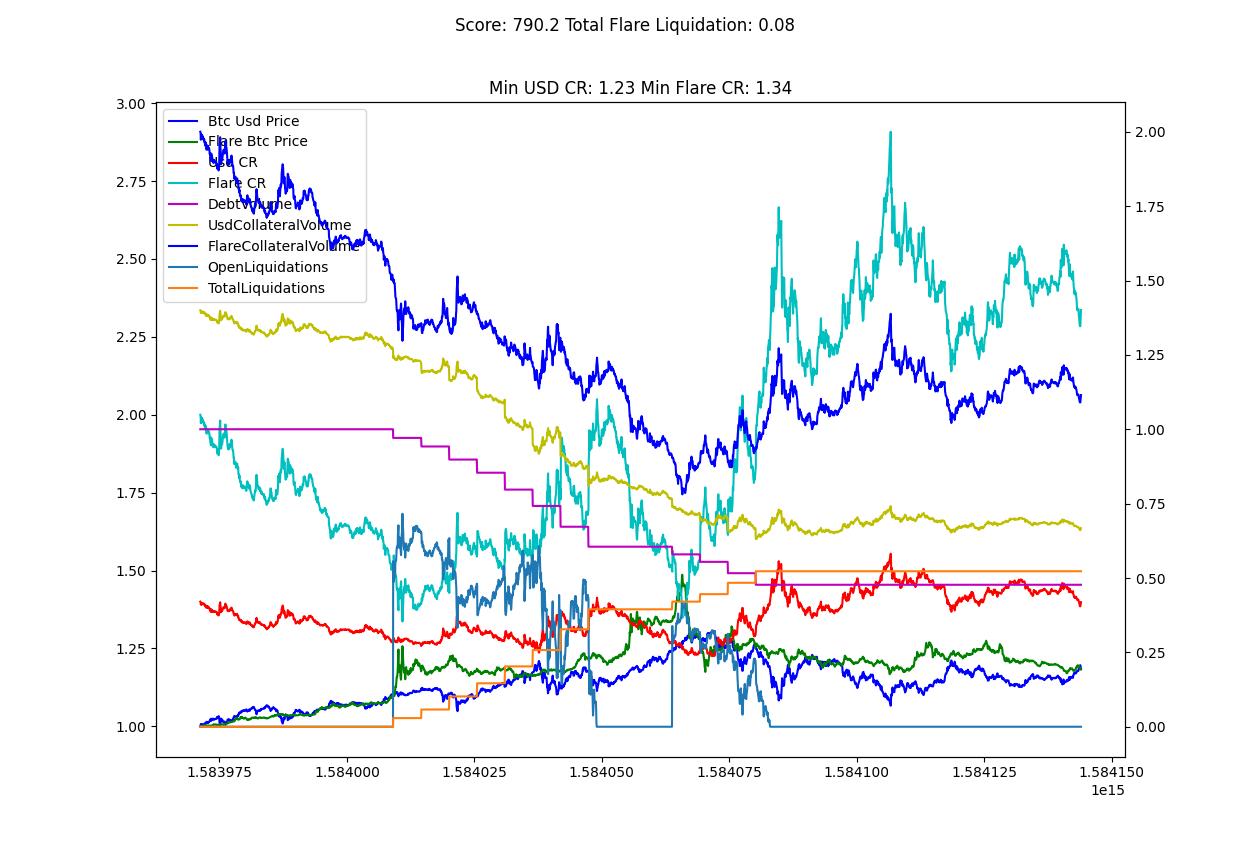 Score: 790.2 Total Flare Liquidation: 0.08
Min USD CR: 1.23 Min Flare CR: 1.34
Btc Usd Price
Flare Btc Price
Usd CR
Flare CR
DebtVolume
UsdCollateralVolume
FlareCollateralVolume
OpenLiquidations
TotalLiquidations
3.00
2.75
2.50
2.25
2.00
1.75
1.50
1.25
1.00
2.00
1.75
1.50
1.25
1.00
0.75
0.50
0.25
0.00
1.583975 1.584000 1.584025 1.584050 1.584075 1.584100 1.584125 1.584150
1e15